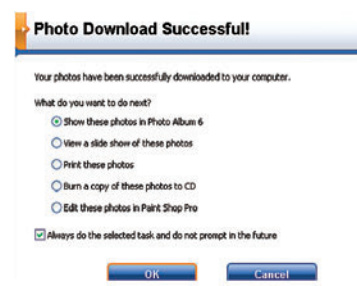 Photo Download Successful!
Your photos have been successfully downloaded to your computer.
What do you want to do next?
Show these photos in Photo Album 6
View a slide show of these photos
Print these photos
Burn a copy of these photos to CD
Edit these photos in Paint Shop Pro
Always do the selected task and do not prompt in the future
OK
Cancel